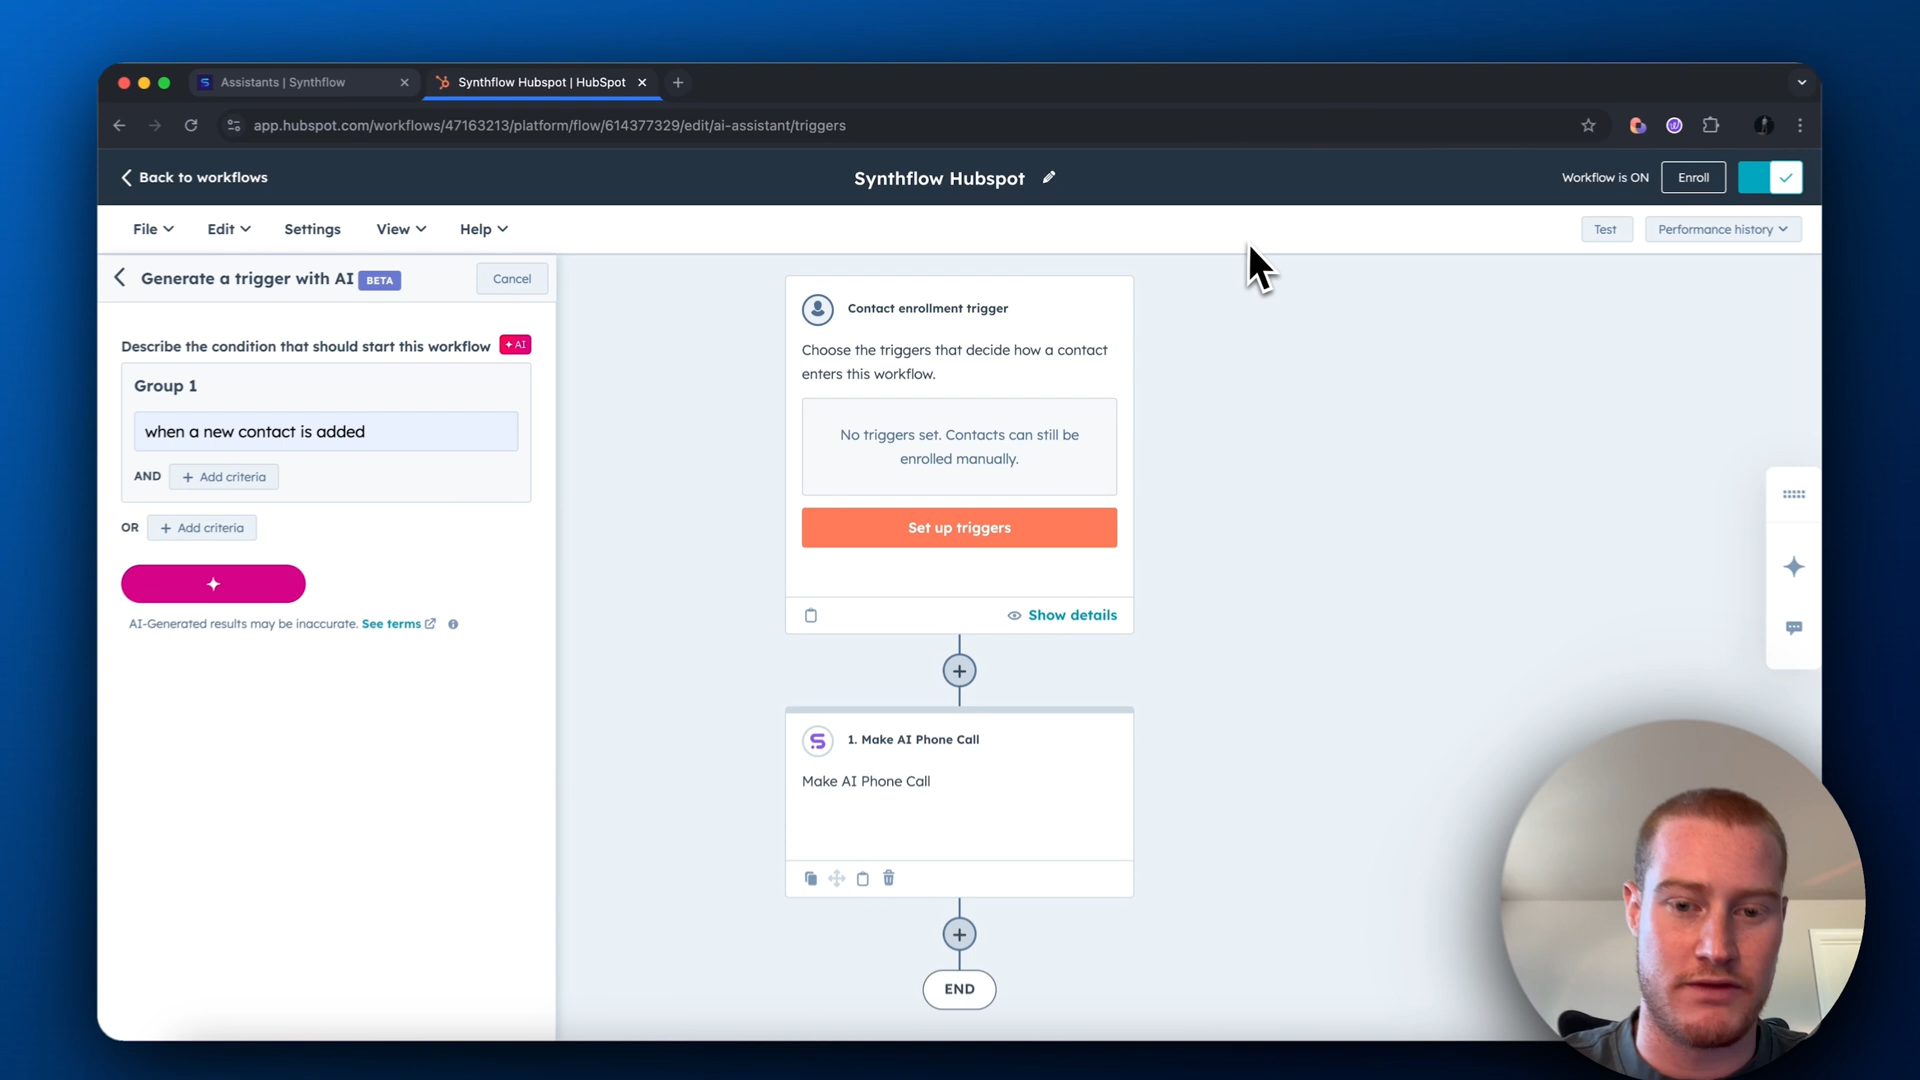 Assistants | Synthflow
Synthflow Hubspot | HubSpot
app.hubspot.com/workflows/47163213/platform/flow/614377329/edit/ai-assistant/triggers
Back to workflows
Synthflow Hubspot
Workflow is ON
Enroll
File
Edit
Settings
View
Help
Test
Performance history
Generate a trigger with AI BETA
Cancel
Describe the condition that should start this workflow AI
Group 1
when a new contact is added
AND + Add criteria
OR + Add criteria
AI-Generated results may be inaccurate. See terms
Contact enrollment trigger
Choose the triggers that decide how a contact
enters this workflow.
No triggers set. Contacts can still be
enrolled manually.
Set up triggers
Show details
1. Make AI Phone Call
Make AI Phone Call
END